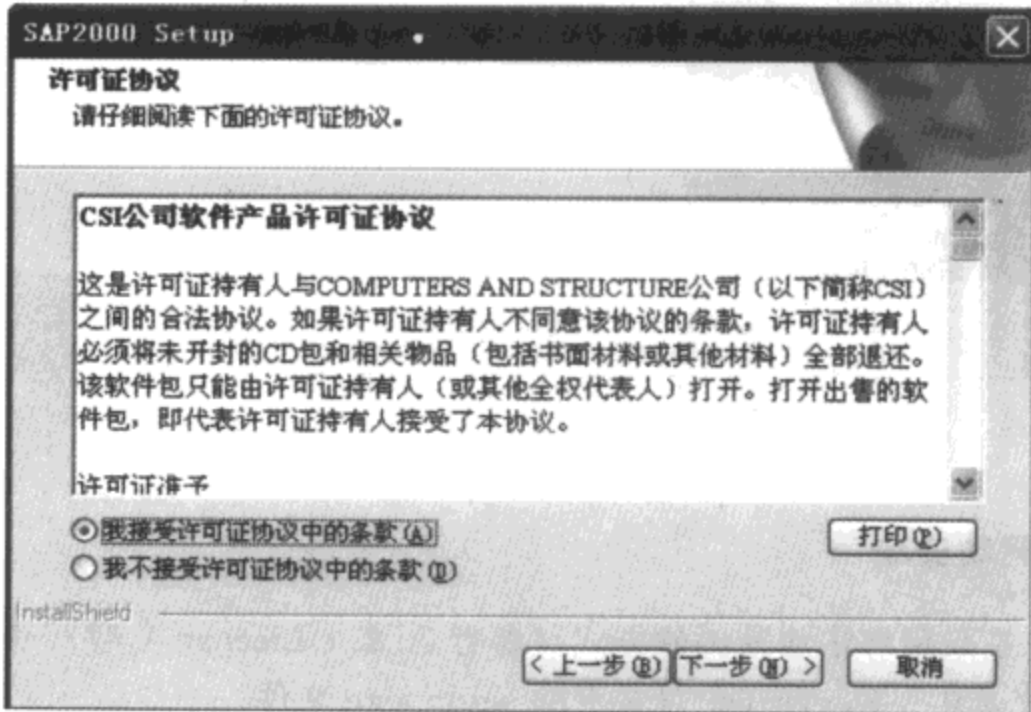 SAP2000 Setup
许可证协议
请仔细阅读下面的许可证协议。
CSI公司软件产品许可证协议
这是许可证持有人与COMPUTERS AND STRUCTURE公司（以下简称CSI）
之间的合法协议。如果许可证持有人不同意该协议的条款，许可证持有人
必须将未开封的CD包和相关物品（包括书面材料或其他材料）全部退还。
该软件包只能由许可证持有人（或其他全权代表人）打开。打开出售的软
件包，即代表许可证持有人接受了本协议。
许可证准予
我接受许可证协议中的条款(A)
打印(P)
我不接受许可证协议中的条款(D)
InstallShield
< 上一步(B) 下一步(N) > 取消